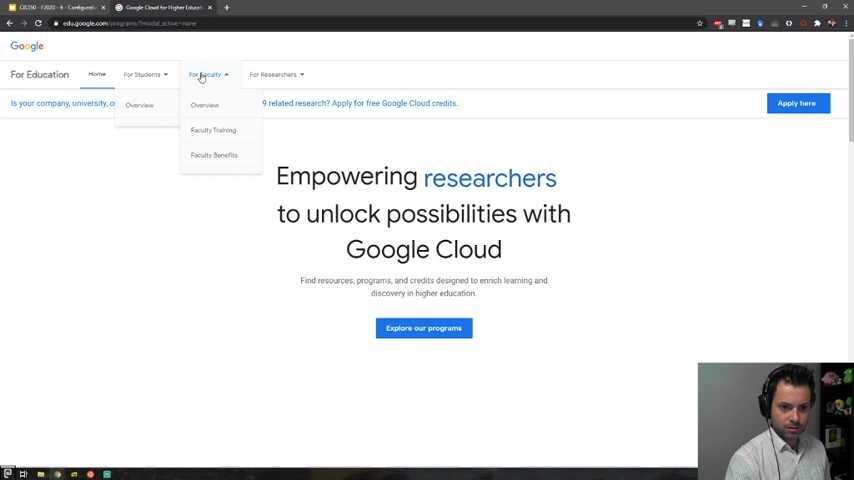 CIS350 - F2020 - 6 - Configurati
Google Cloud for Higher Educat
edu.google.com/programs/?modal_active=none
Google
For Education
Home
For Students
For Faculty
For Researchers
Is your company, university, o
9 related research? Apply for free Google Cloud credits.
Apply here
Overview
Overview
Faculty Training
Faculty Benefits
Empowering researchers
to unlock possibilities with
Google Cloud
Find resources, programs, and credits designed to enrich learning and
discovery in higher education.
Explore our programs